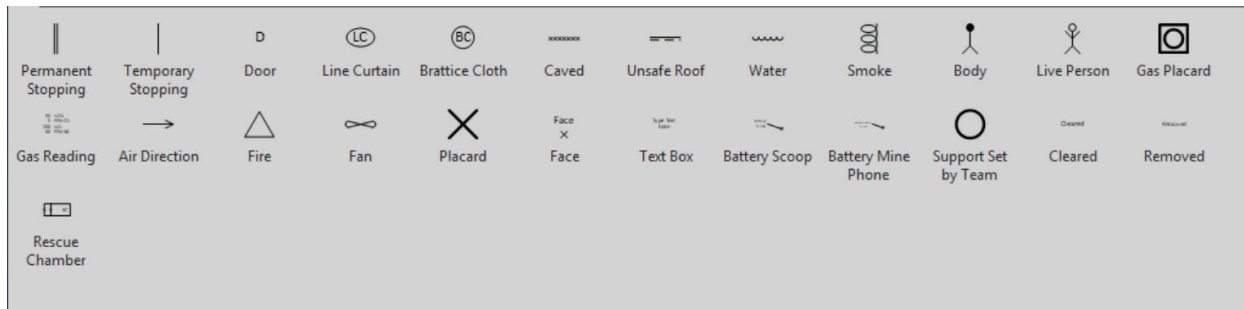 D LC BC
Permanent Stopping Temporary Stopping Door Line Curtain Brattice Cloth Caved Unsafe Roof Water Smoke Body Live Person Gas Placard
Face
Gas Reading Air Direction Fire Fan Placard Face Text Box Battery Scoop Battery Mine Phone Support Set by Team Cleared Removed
Cleared Removed
Rescue Chamber